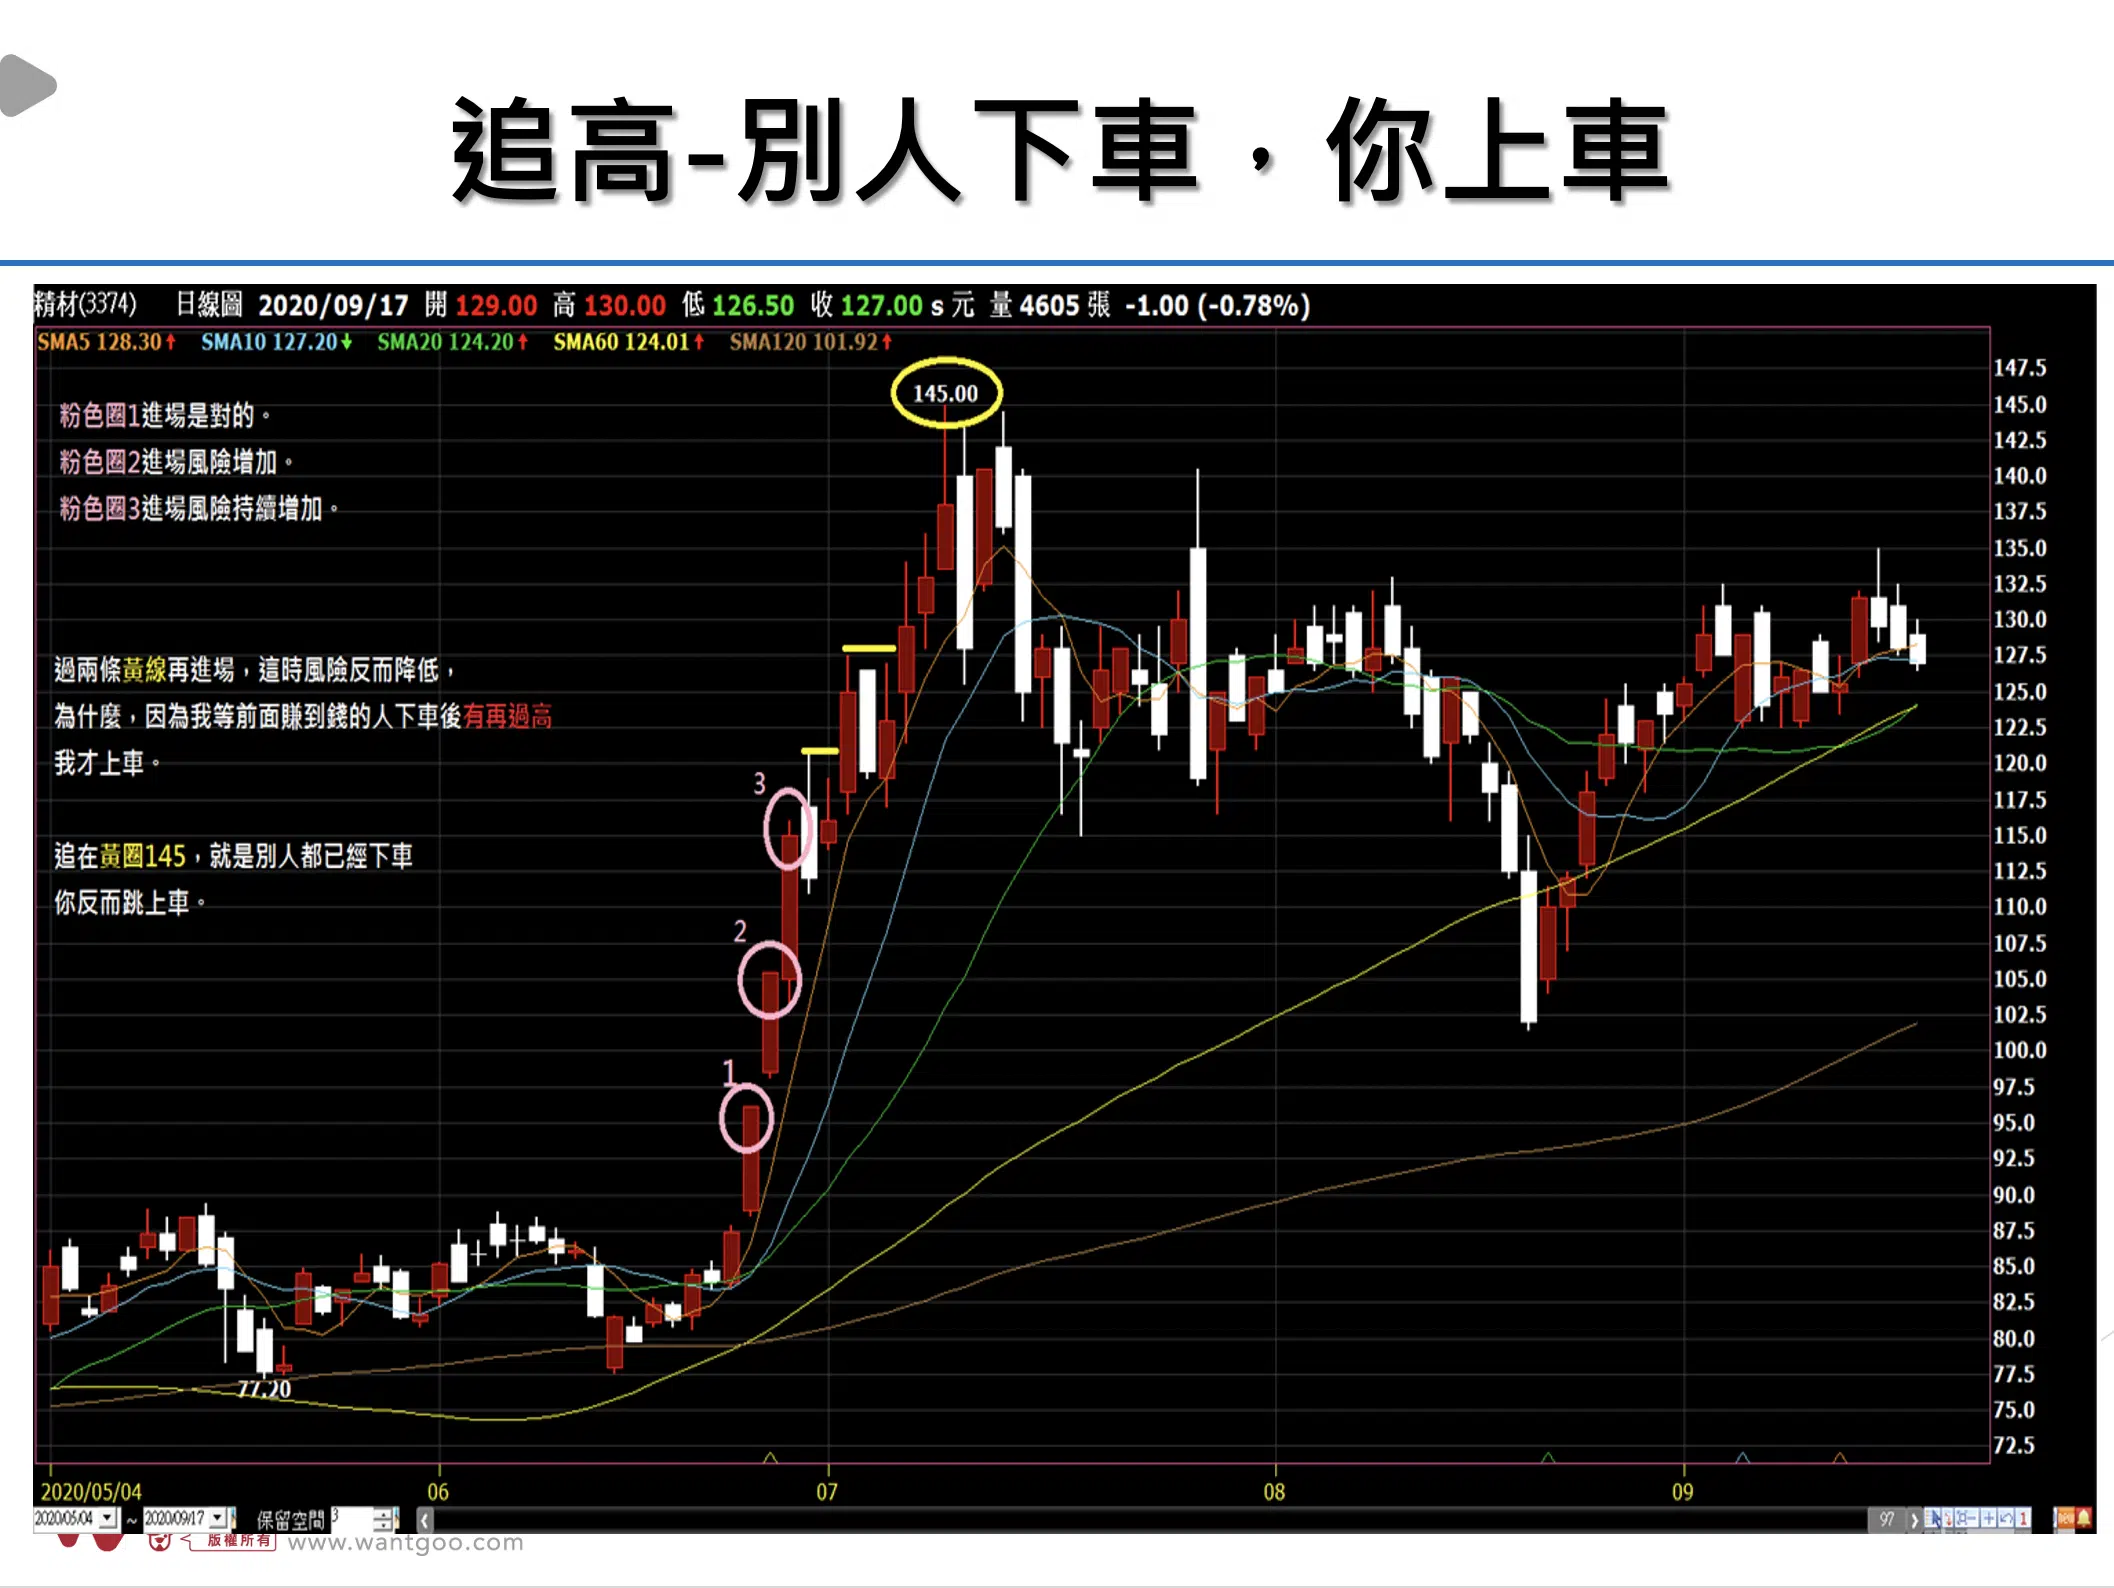 追高-別人下車，你上車
精材(3374) 日線圖 2020/09/17 開 129.00 高 130.00 低 126.50 收 127.00 s 元 量 4605 張 -1.00 (-0.78%)
SMA5 128.30↑ SMA10 127.20↓ SMA20 124.20↑ SMA60 124.01↑ SMA120 101.92↑
粉色圈1進場是對的。
粉色圈2進場風險增加。
粉色圈3進場風險持續增加。
過兩條黃線再進場，這時風險反而降低，
為什麼，因為我等前面賺到錢的人下車後有再過高
我才上車。
追在黃圈145，就是別人都已經下車
你反而跳上車。
145.00
3
2
1
77.20
147.5
145.0
142.5
140.0
137.5
135.0
132.5
130.0
127.5
125.0
122.5
120.0
117.5
115.0
112.5
110.0
107.5
105.0
102.5
100.0
97.5
95.0
92.5
90.0
87.5
85.0
82.5
80.0
77.5
75.0
72.5
2020/05/04 06 07 08 09
2020/05/04 ~ 2020/09/17 保留空間 3 97 1
版權所有 www.wantgoo.com